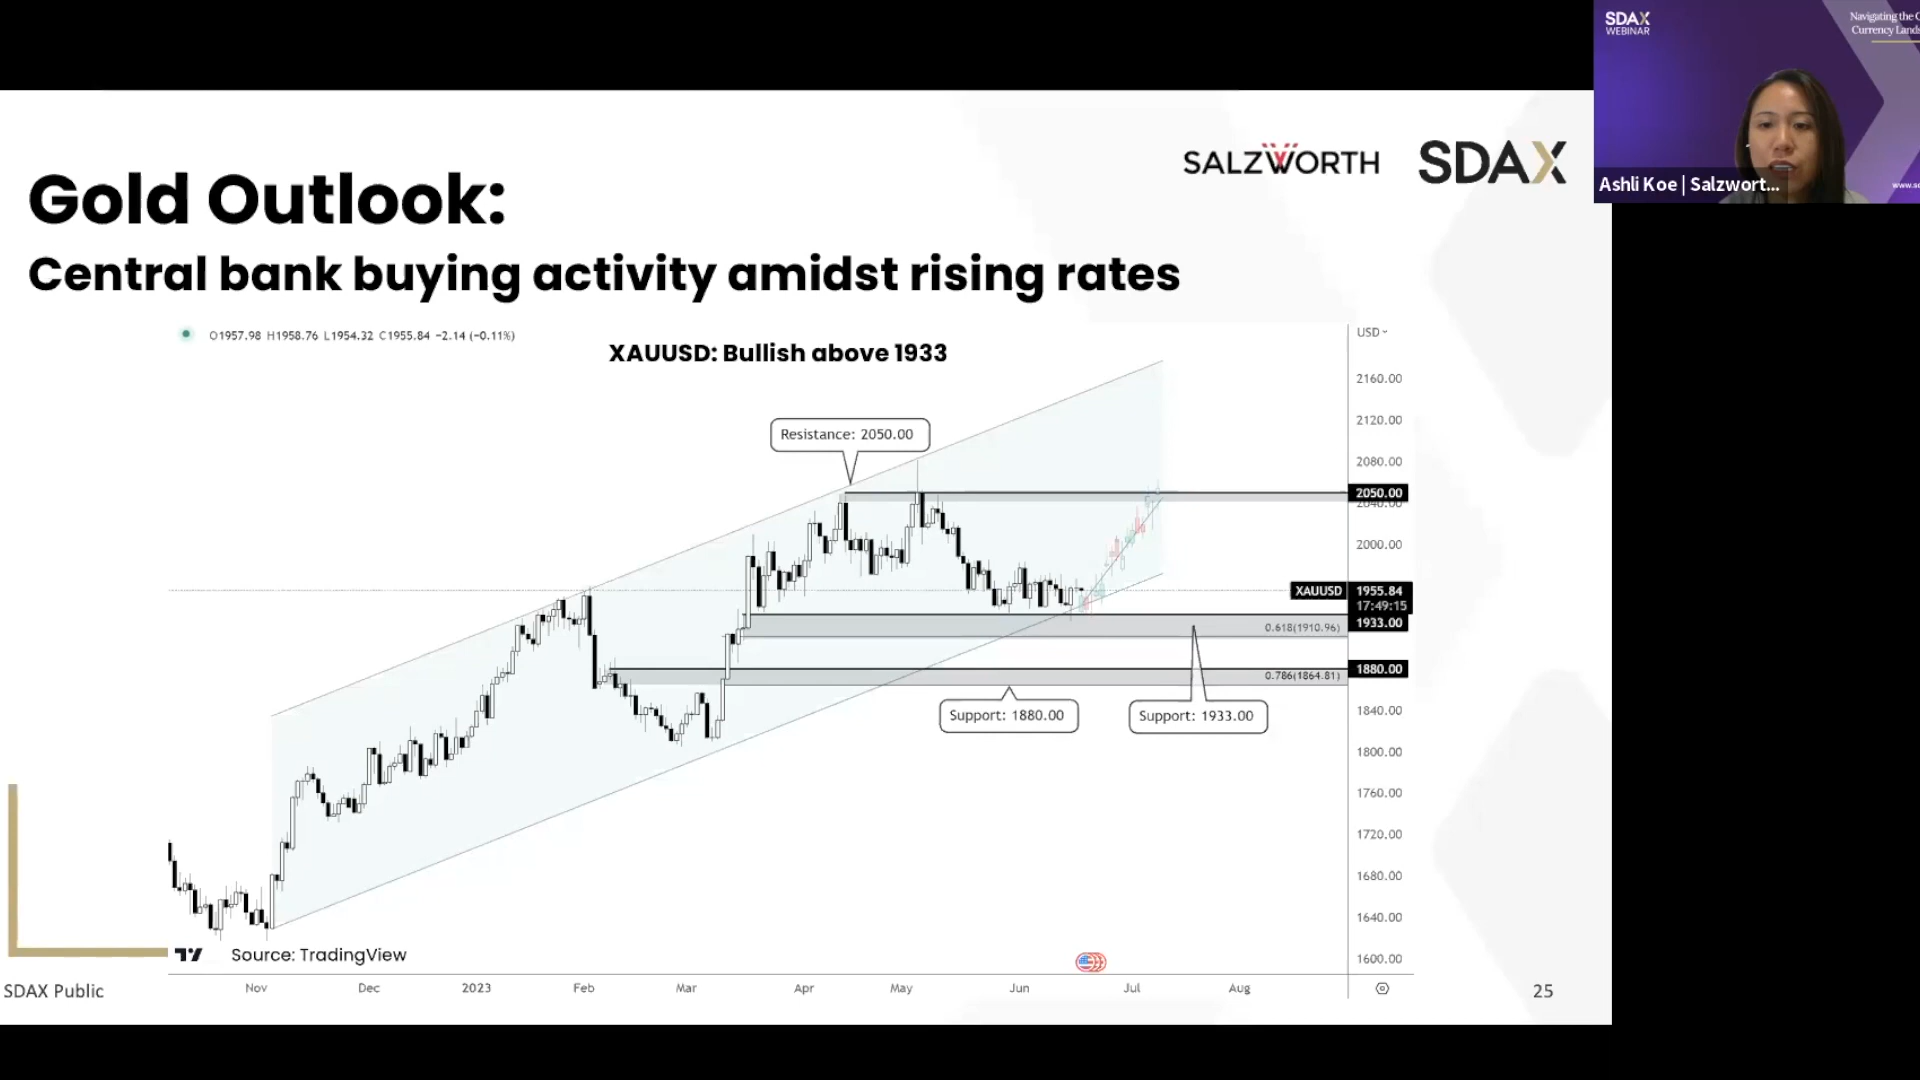 SDAX
WEBINAR
Navigating the
Currency
Ashli Koe | Salzwort...
SALZWORTH
SDAX
Gold Outlook:
Central bank buying activity amidst rising rates
O1957.98 H1958.76 L1954.32 C1955.84 −2.14 (−0.11%)
USD
XAUUSD: Bullish above 1933
2160.00
2120.00
Resistance: 2050.00
2080.00
2050.00
2040.00
2000.00
XAUUSD 1955.84
17:49:15
1933.00
0.618(1910.96)
1880.00
0.786(1864.81)
Support: 1880.00
Support: 1933.00
1840.00
1800.00
1760.00
1720.00
1680.00
1640.00
1600.00
Source: TradingView
Nov Dec 2023 Feb Mar Apr May Jun Jul Aug
SDAX Public
25